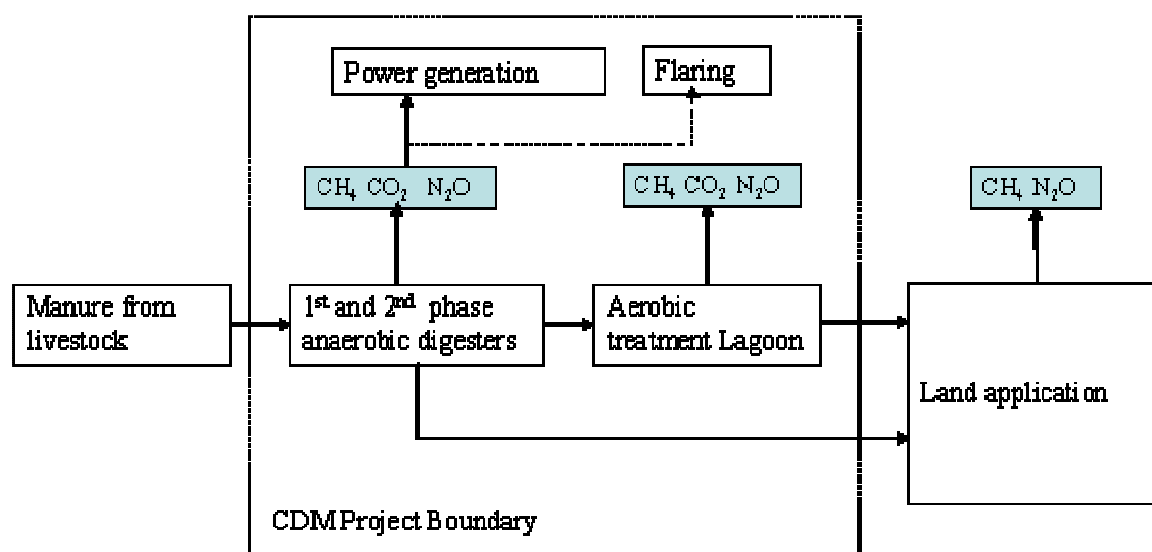 Power generation
Flaring
CH₄ CO₂ N₂O
CH₄ CO₂ N₂O
CH₄ N₂O
Manure from
livestock
1st and 2nd phase
anaerobic digesters
Aerobic
treatment Lagoon
Land application
CDM Project Boundary